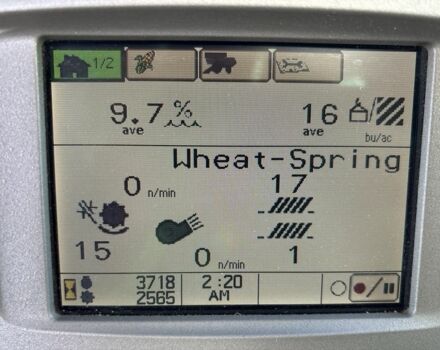 1/2
9.7 %
ave
16
ave
bu/ac
Wheat-Spring
0 n/min
17
15
0 n/min
1
3718
2565
2:20
AM